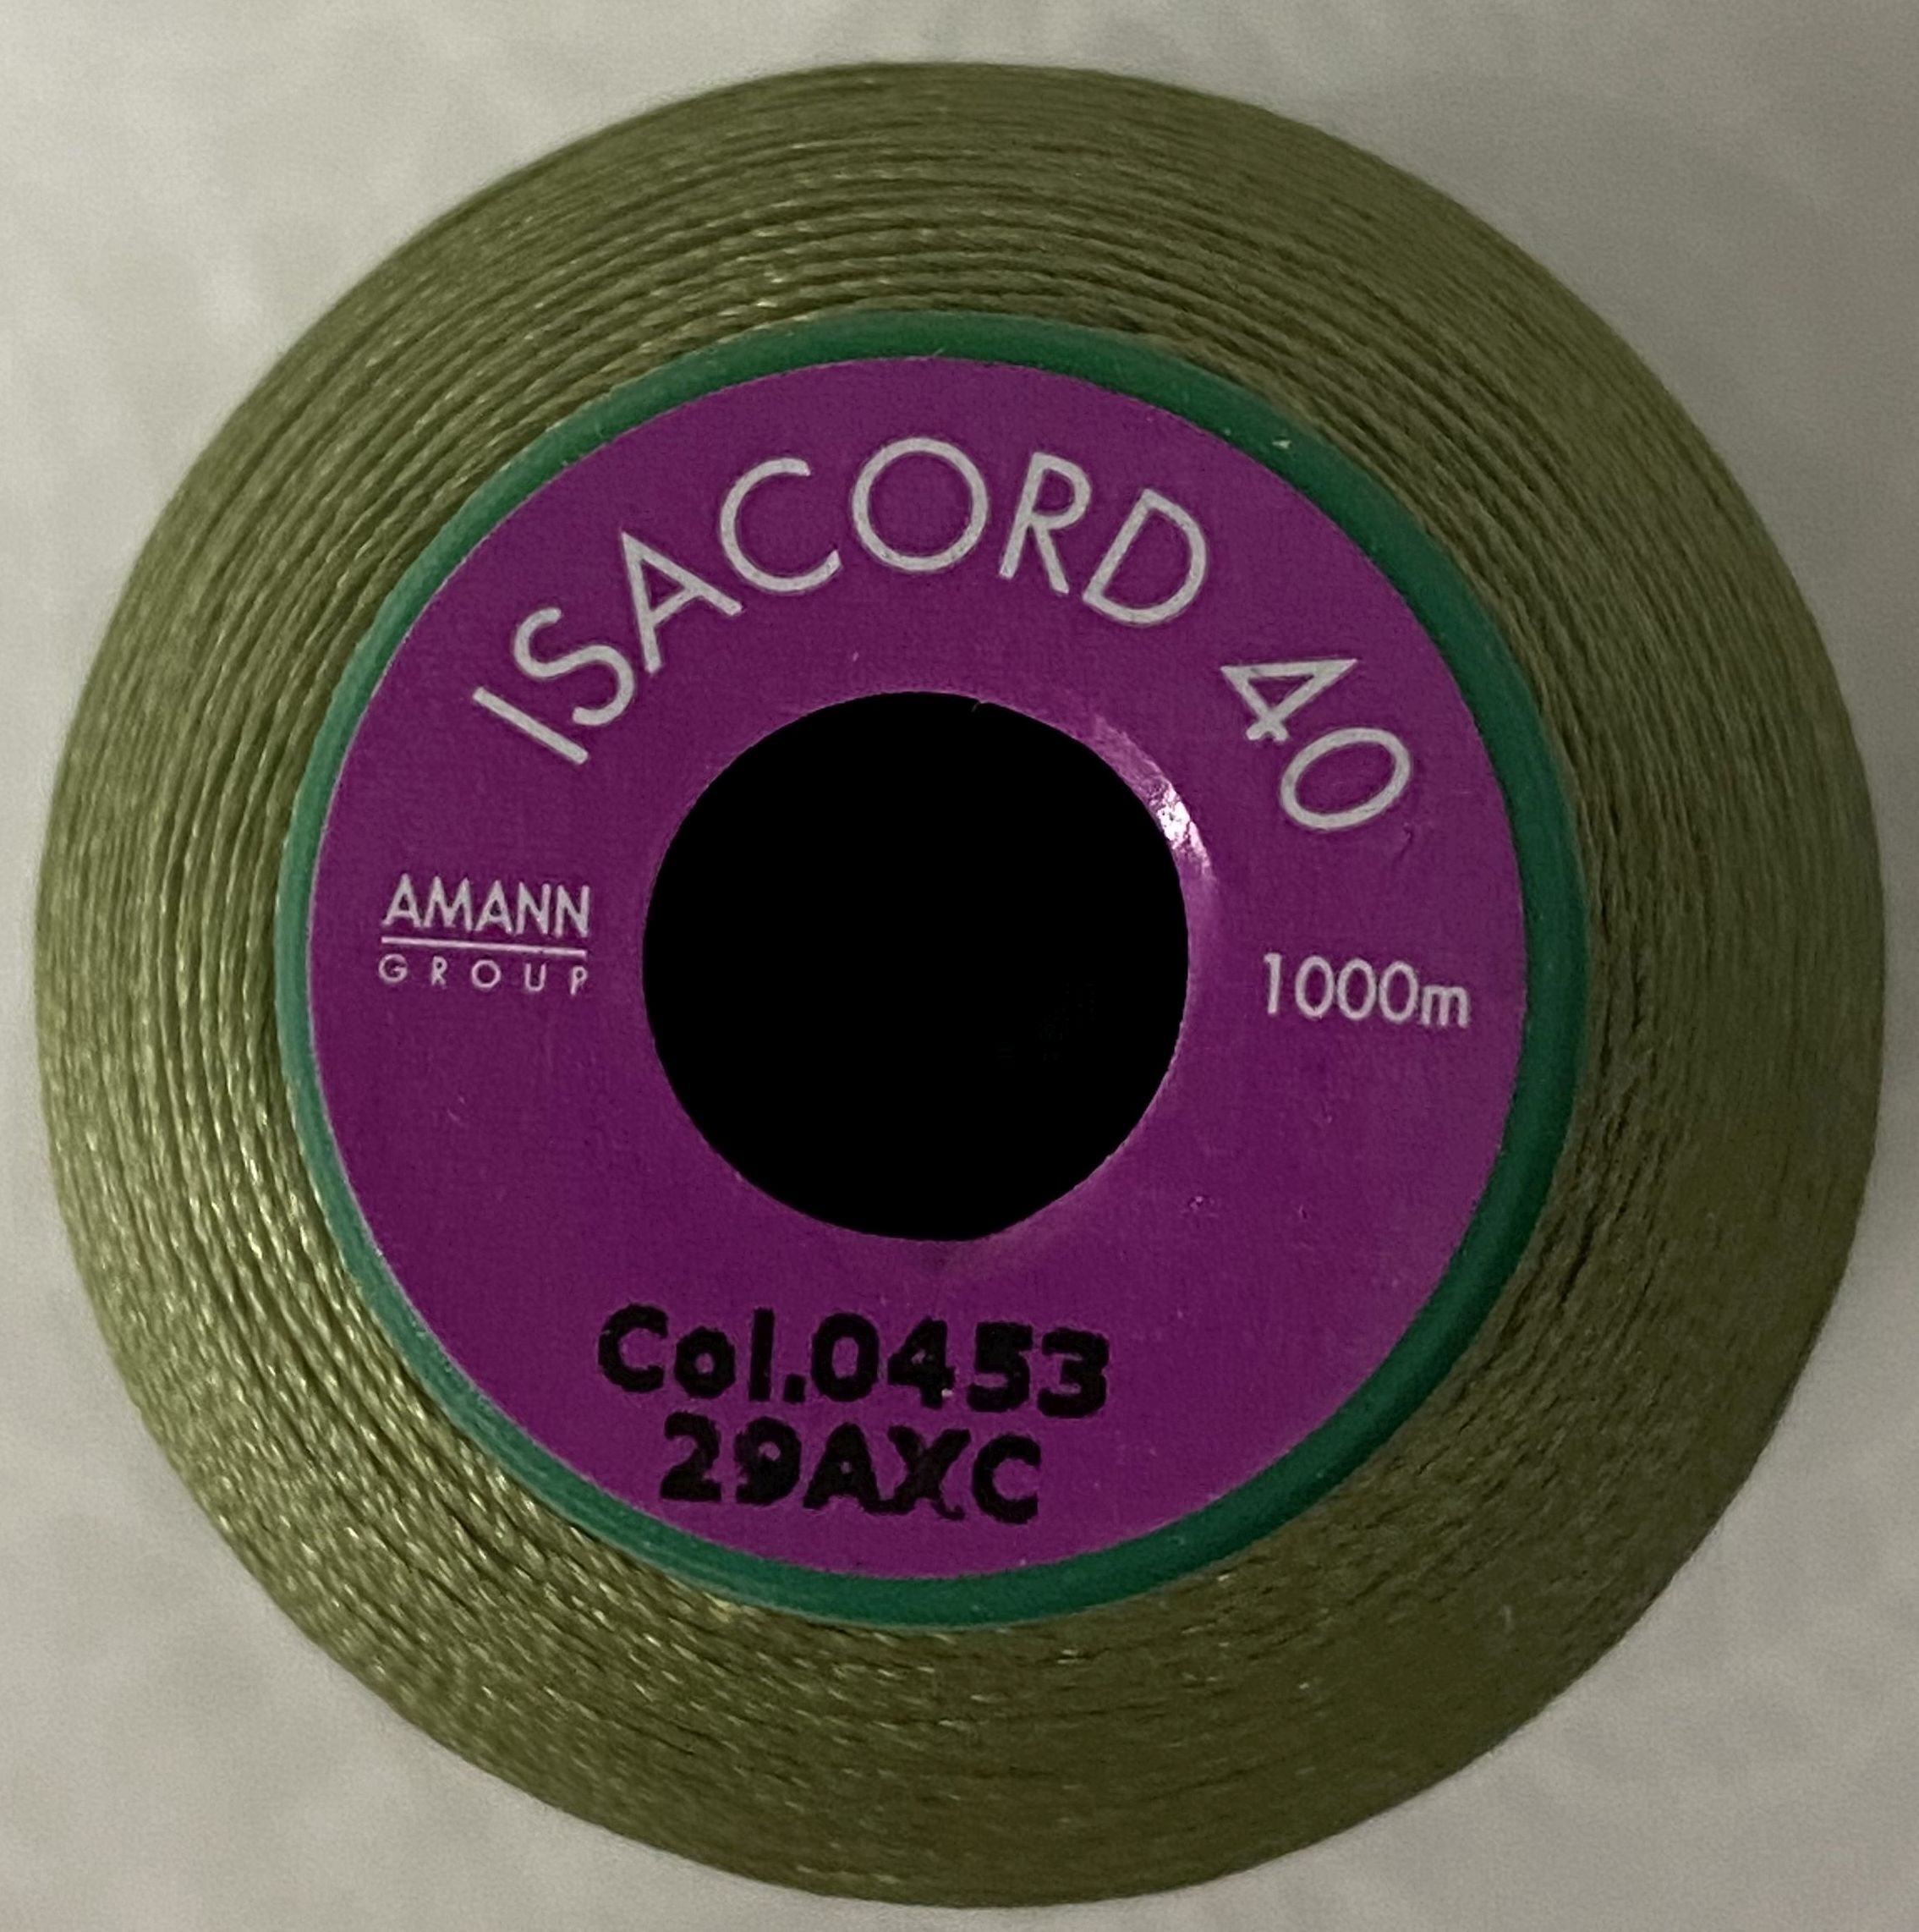 ISACORD 40
AMANN
GROUP
1000m
Col.0453
29AXC